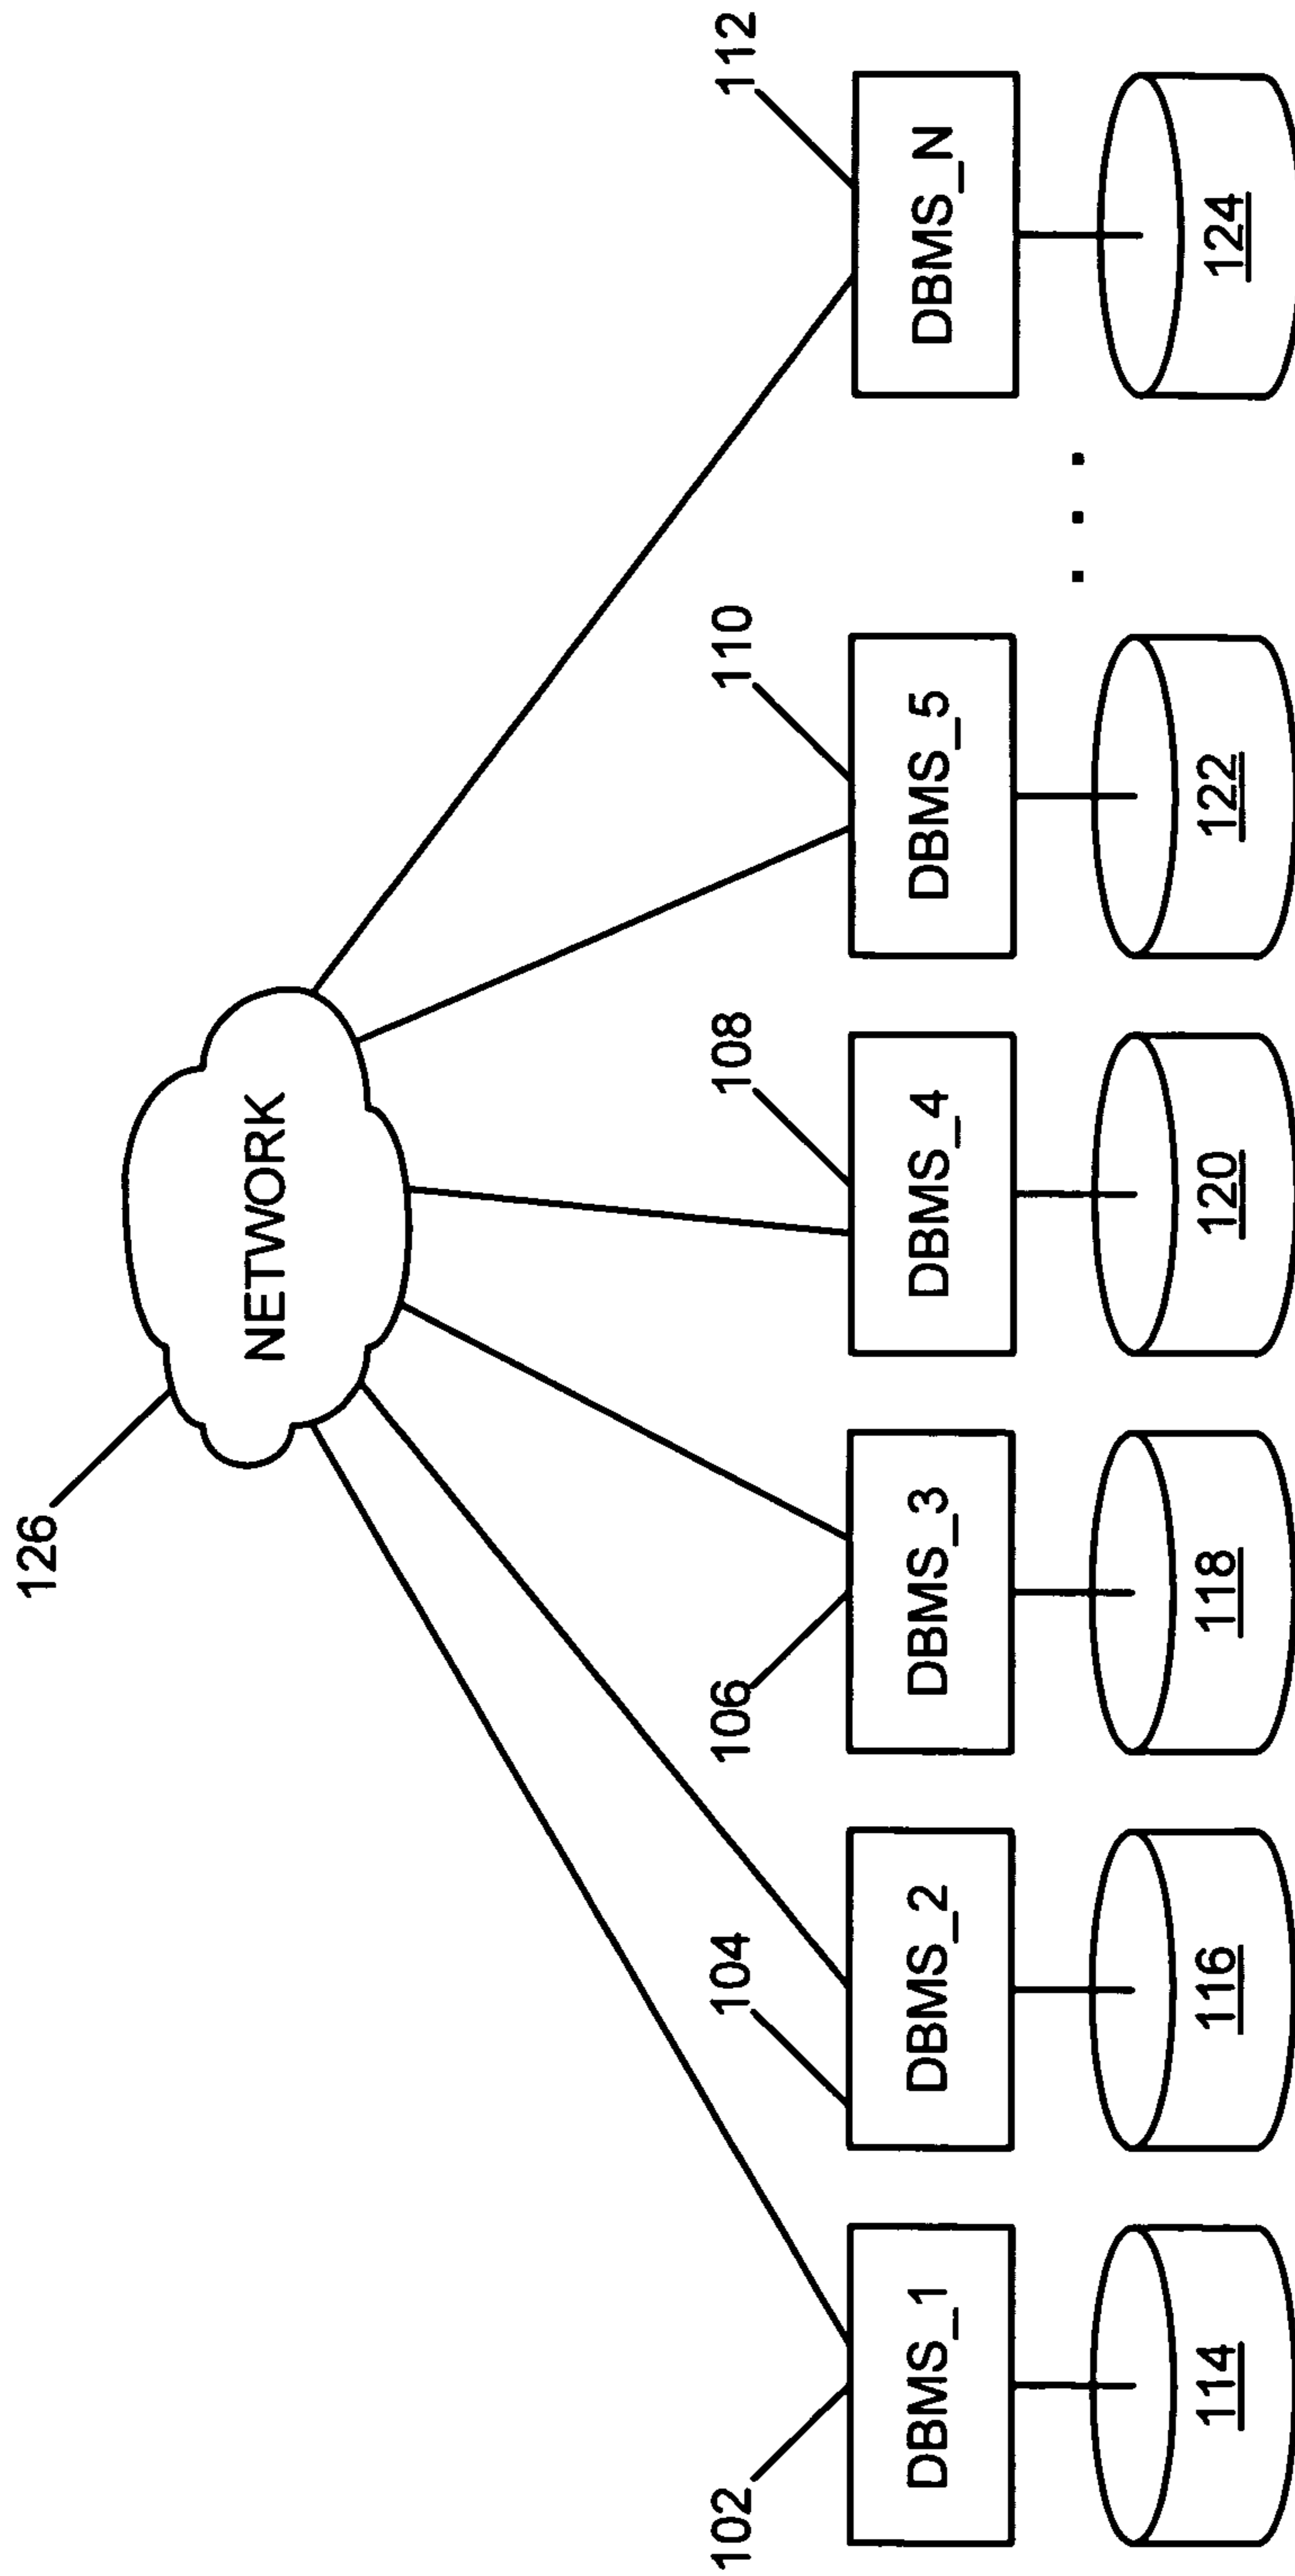 126
NETWORK
102
104
106
108
110
112
DBMS_1
DBMS_2
DBMS_3
DBMS_4
DBMS_5
DBMS_N
. . .
114
116
118
120
122
124